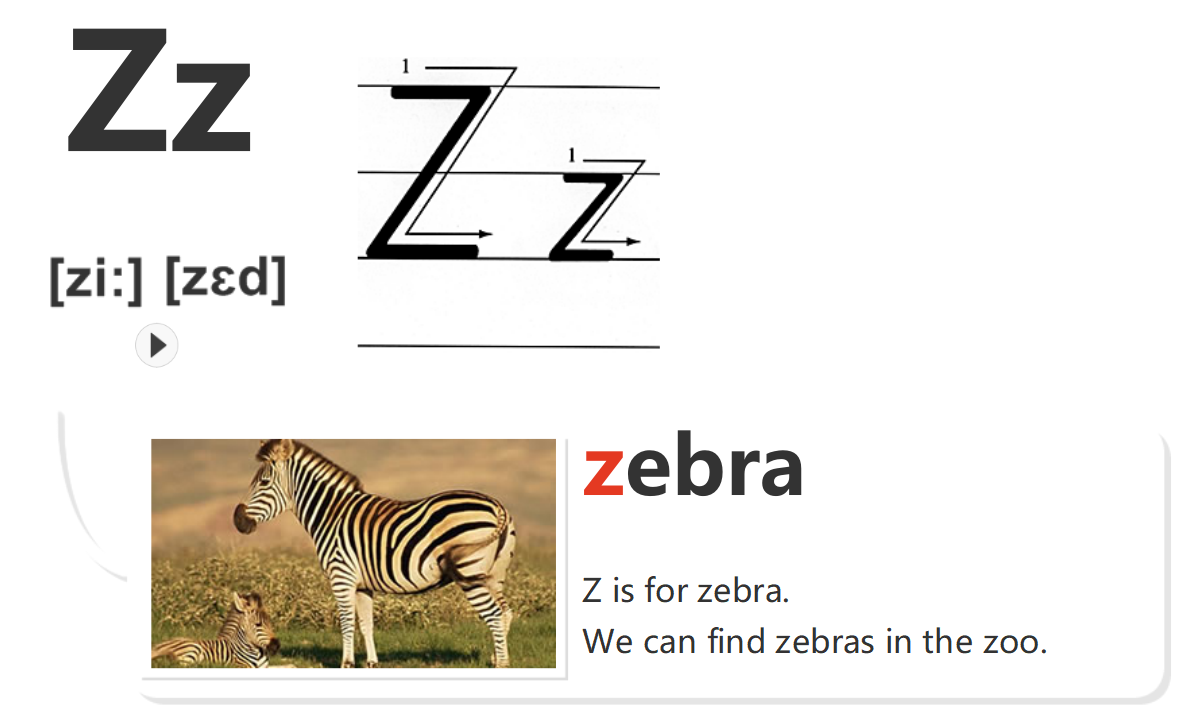 Zz
1
Z
1
z
[zi:] [zɛd]
zebra
Z is for zebra.
We can find zebras in the zoo.